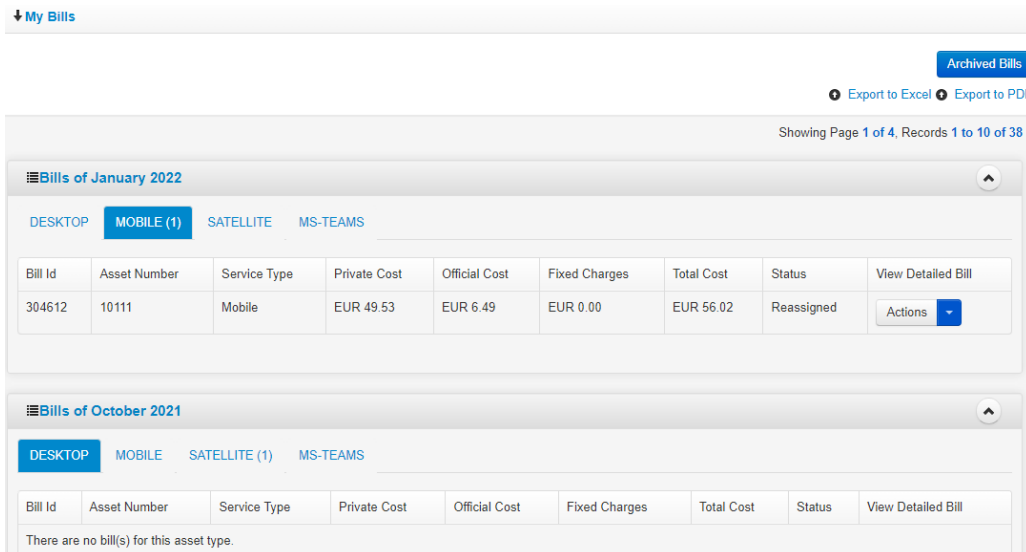 My Bills
Archived Bills
Export to Excel Export to PD
Showing Page 1 of 4, Records 1 to 10 of 38
Bills of January 2022
DESKTOP MOBILE (1) SATELLITE MS-TEAMS
Bill Id Asset Number Service Type Private Cost Official Cost Fixed Charges Total Cost Status View Detailed Bill
304612 10111 Mobile EUR 49.53 EUR 6.49 EUR 0.00 EUR 56.02 Reassigned Actions
Bills of October 2021
DESKTOP MOBILE SATELLITE (1) MS-TEAMS
Bill Id Asset Number Service Type Private Cost Official Cost Fixed Charges Total Cost Status View Detailed Bill
There are no bill(s) for this asset type.